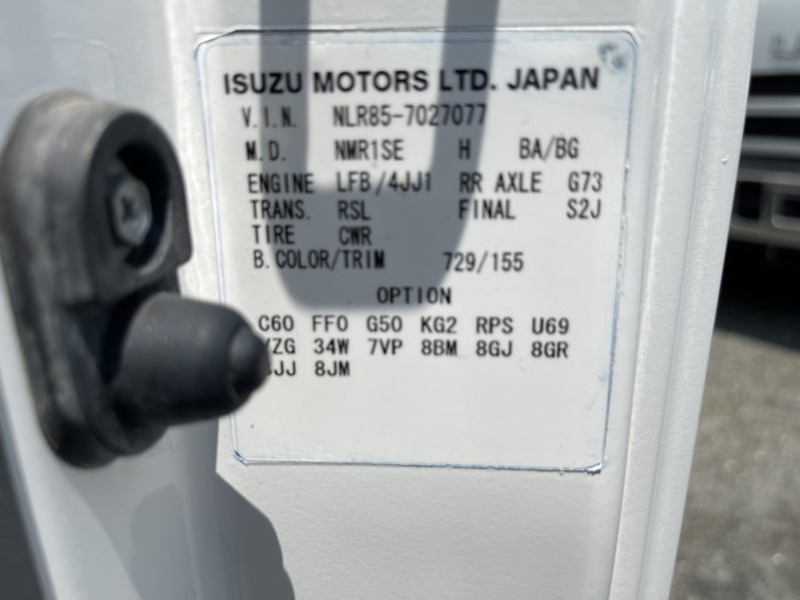 ISUZU MOTORS LTD. JAPAN
V.I.N. NLR85-7027077
M.D. NMR1SE H BA/BG
ENGINE LFB/4JJ1 RR AXLE G73
TRANS. RSL FINAL S2J
TIRE CWR
B.COLOR/TRIM 729/155
OPTION
C60 FF0 G50 KG2 RPS U69
34W 7VP 8BM 8GJ 8GR
8JM